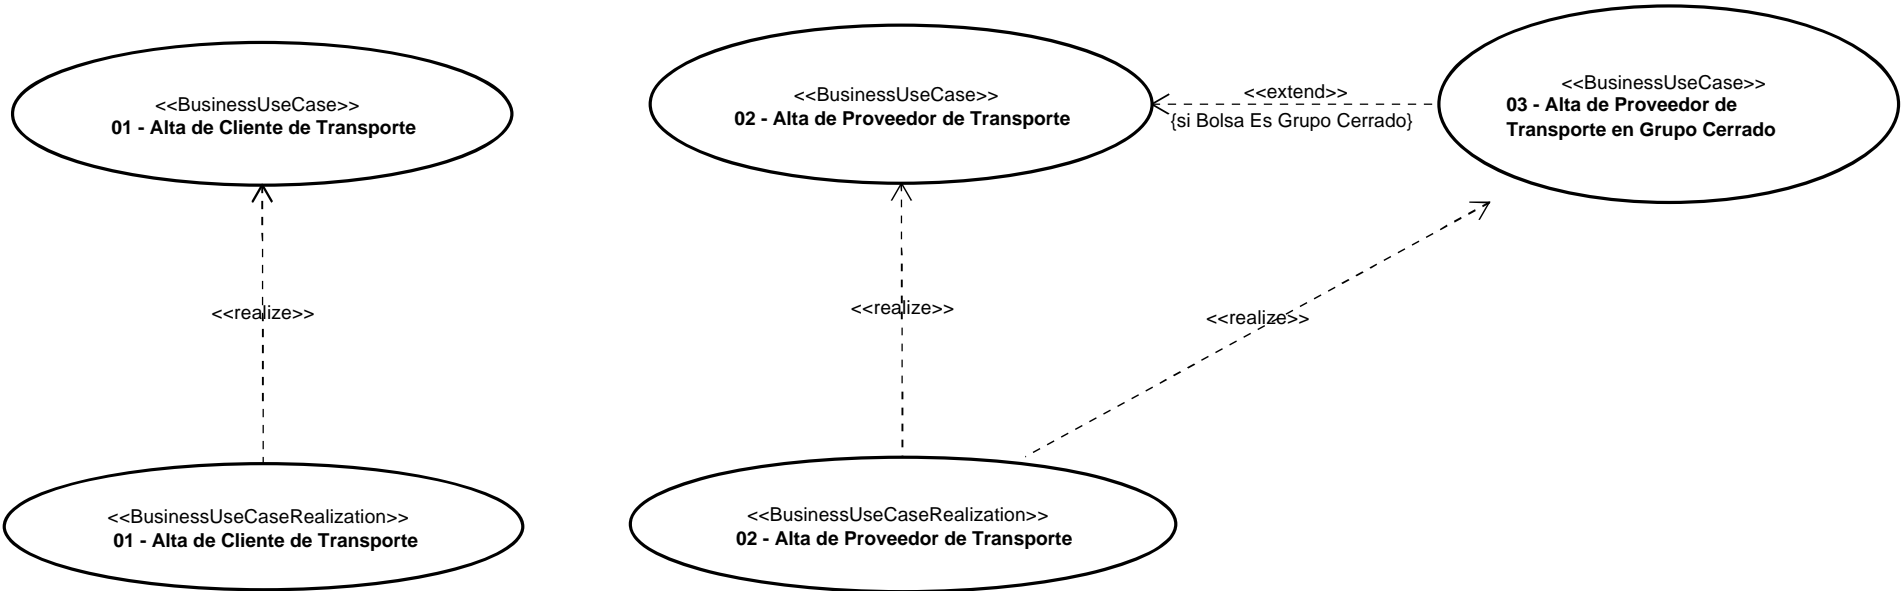 <<BusinessUseCase>>
01 - Alta de Cliente de Transporte
<<BusinessUseCase>>
02 - Alta de Proveedor de Transporte
<<extend>>
{si Bolsa Es Grupo Cerrado}
<<BusinessUseCase>>
03 - Alta de Proveedor de
Transporte en Grupo Cerrado
<<realize>>
<<realize>>
<<realize>>
<<BusinessUseCaseRealization>>
01 - Alta de Cliente de Transporte
<<BusinessUseCaseRealization>>
02 - Alta de Proveedor de Transporte